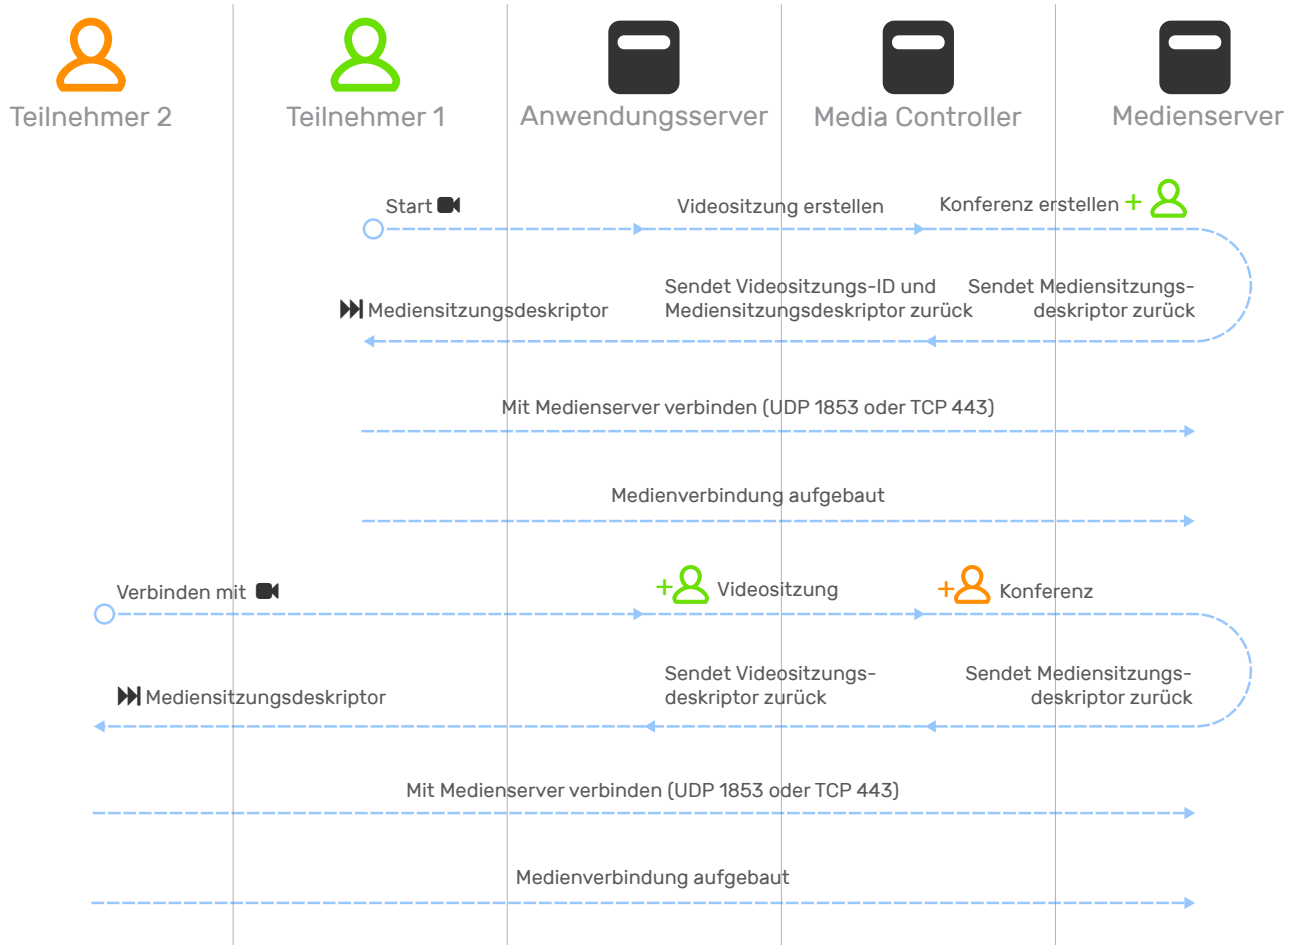 Teilnehmer 2
Teilnehmer 1
Anwendungsserver
Media Controller
Medienserver
Start
Videositzung erstellen
Konferenz erstellen +
Mediensitzungsdeskriptor
Sendet Videositzungs-ID und
Mediensitzungsdeskriptor zurück
Sendet Mediensitzungs-
deskriptor zurück
Mit Medienserver verbinden (UDP 1853 oder TCP 443)
Medienverbindung aufgebaut
Verbinden mit
+ Videositzung
+ Konferenz
Mediensitzungsdeskriptor
Sendet Videositzungs-
deskriptor zurück
Sendet Mediensitzungs-
deskriptor zurück
Mit Medienserver verbinden (UDP 1853 oder TCP 443)
Medienverbindung aufgebaut